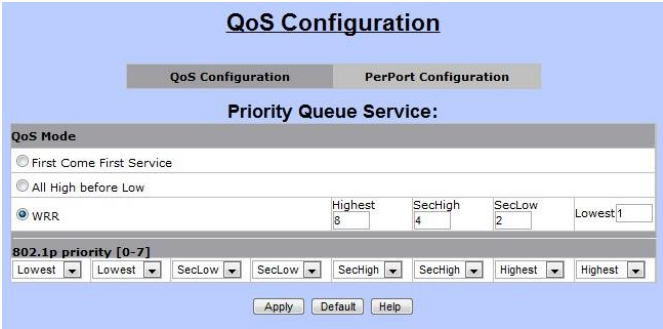 QoS Configuration
QoS Configuration PerPort Configuration
Priority Queue Service:
QoS Mode
First Come First Service
All High before Low
WRR Highest 8 SecHigh 4 SecLow 2 Lowest 1
802.1p priority [0-7]
Lowest Lowest SecLow SecLow SecHigh SecHigh Highest Highest
Apply Default Help